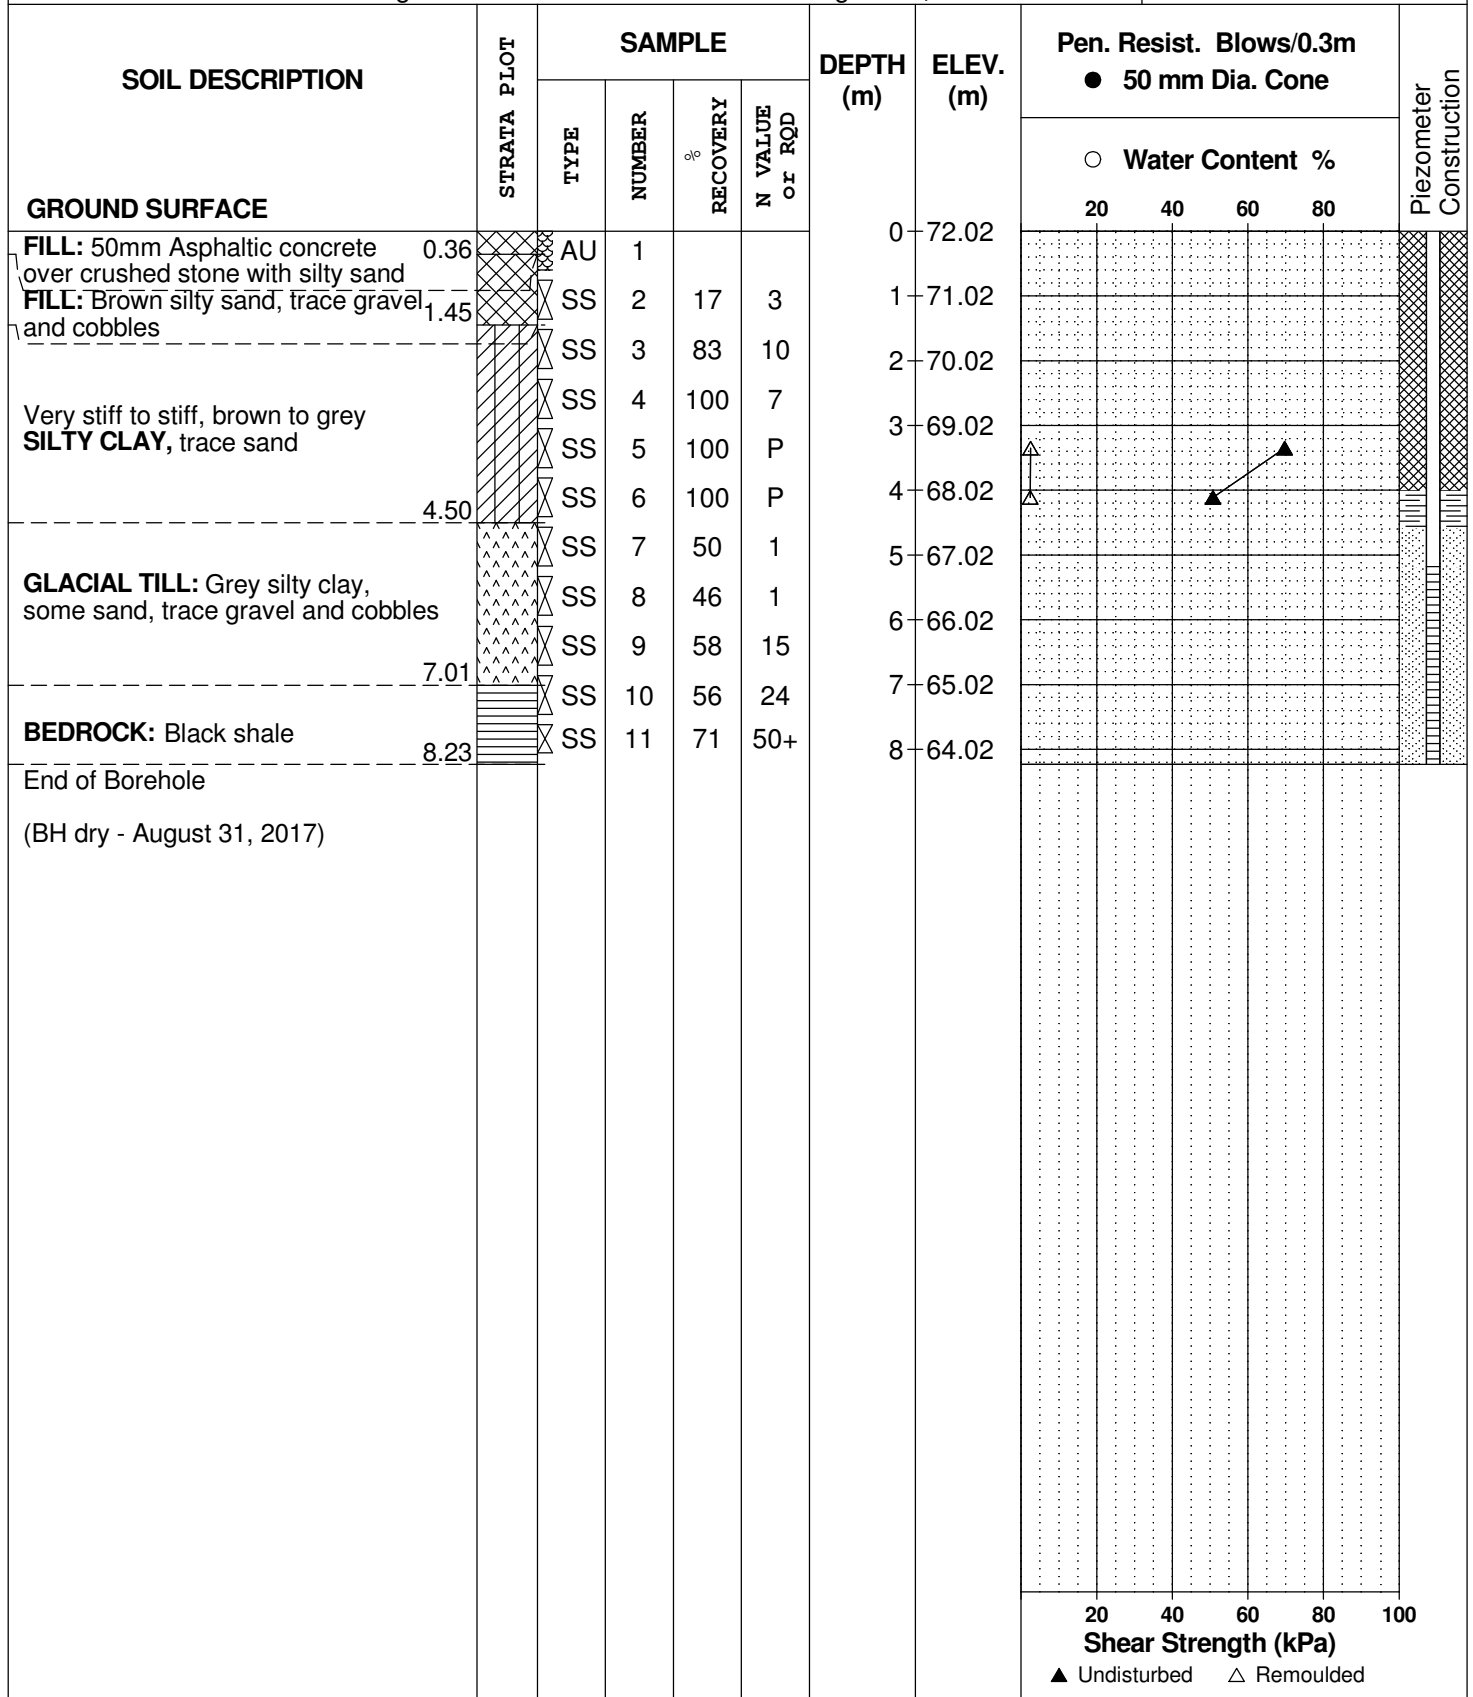 SOIL DESCRIPTION
GROUND SURFACE
STRATA PLOT
SAMPLE
TYPE
NUMBER
% RECOVERY
N VALUE or RQD
DEPTH (m)
ELEV. (m)
Pen. Resist. Blows/0.3m
● 50 mm Dia. Cone
○ Water Content %
20 40 60 80
Piezometer Construction
FILL: 50mm Asphaltic concrete 0.36
over crushed stone with silty sand
FILL: Brown silty sand, trace gravel 1.45
and cobbles
Very stiff to stiff, brown to grey
SILTY CLAY, trace sand
4.50
GLACIAL TILL: Grey silty clay,
some sand, trace gravel and cobbles
7.01
BEDROCK: Black shale
8.23
End of Borehole
(BH dry - August 31, 2017)
AU 1
SS 2 17 3
SS 3 83 10
SS 4 100 7
SS 5 100 P
SS 6 100 P
SS 7 50 1
SS 8 46 1
SS 9 58 15
SS 10 56 24
SS 11 71 50+
0 72.02
1 71.02
2 70.02
3 69.02
4 68.02
5 67.02
6 66.02
7 65.02
8 64.02
20 40 60 80 100
Shear Strength (kPa)
▲ Undisturbed △ Remoulded